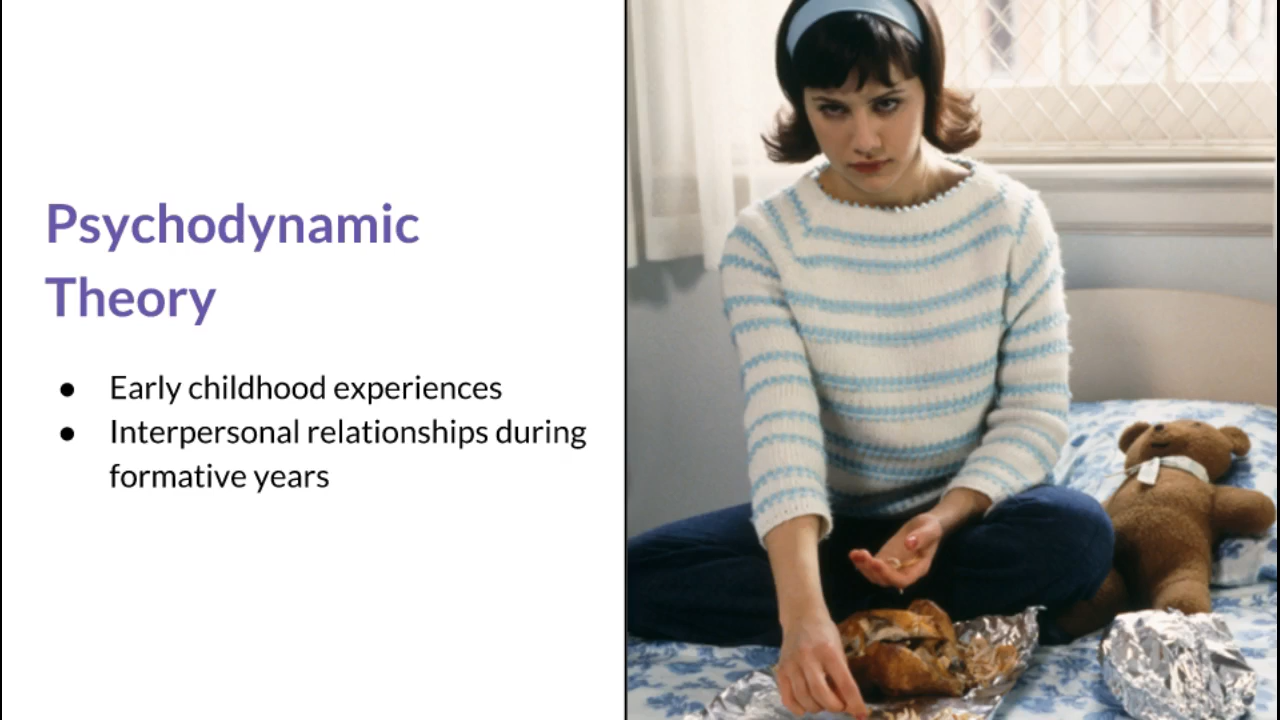 Psychodynamic
Theory
● Early childhood experiences
● Interpersonal relationships during
formative years